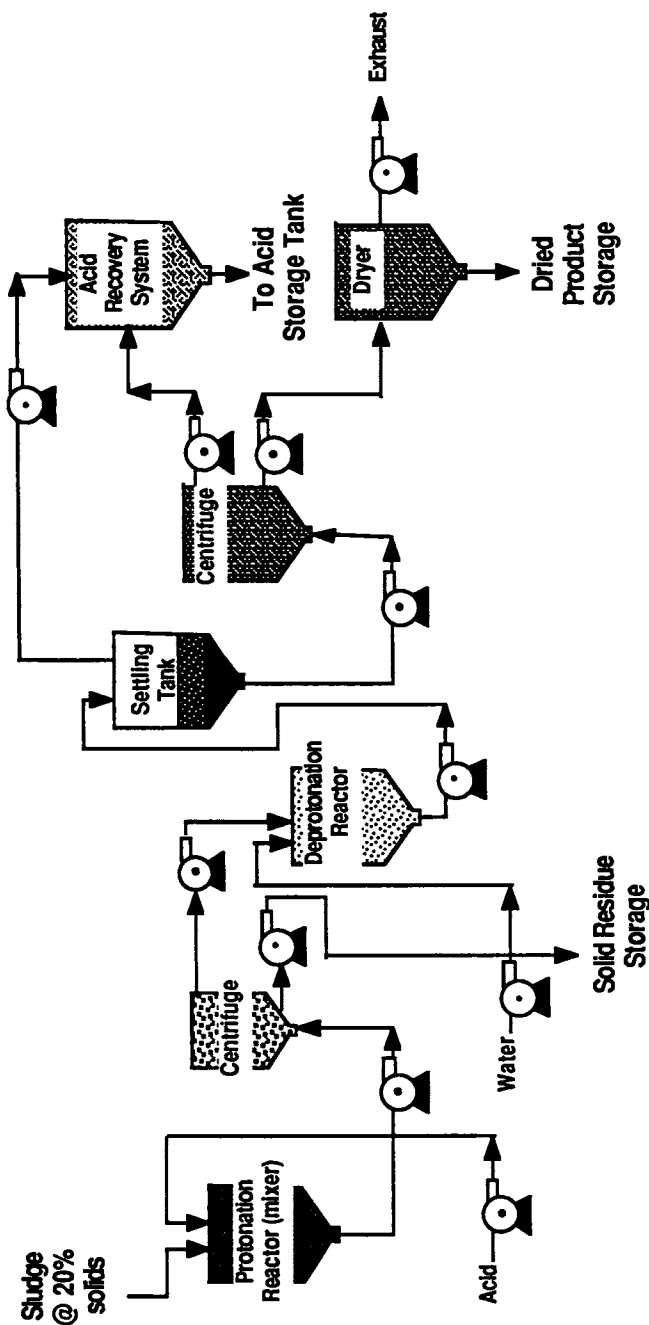 Sludge
@ 20%
solids
Protonation
Reactor (mixer)
Acid
Centrifuge
Water
Solid Residue
Storage
Deprotonation
Reactor
Settling
Tank
Centrifuge
Acid
Recovery
System
To Acid
Storage Tank
Dryer
Exhaust
Dried
Product
Storage